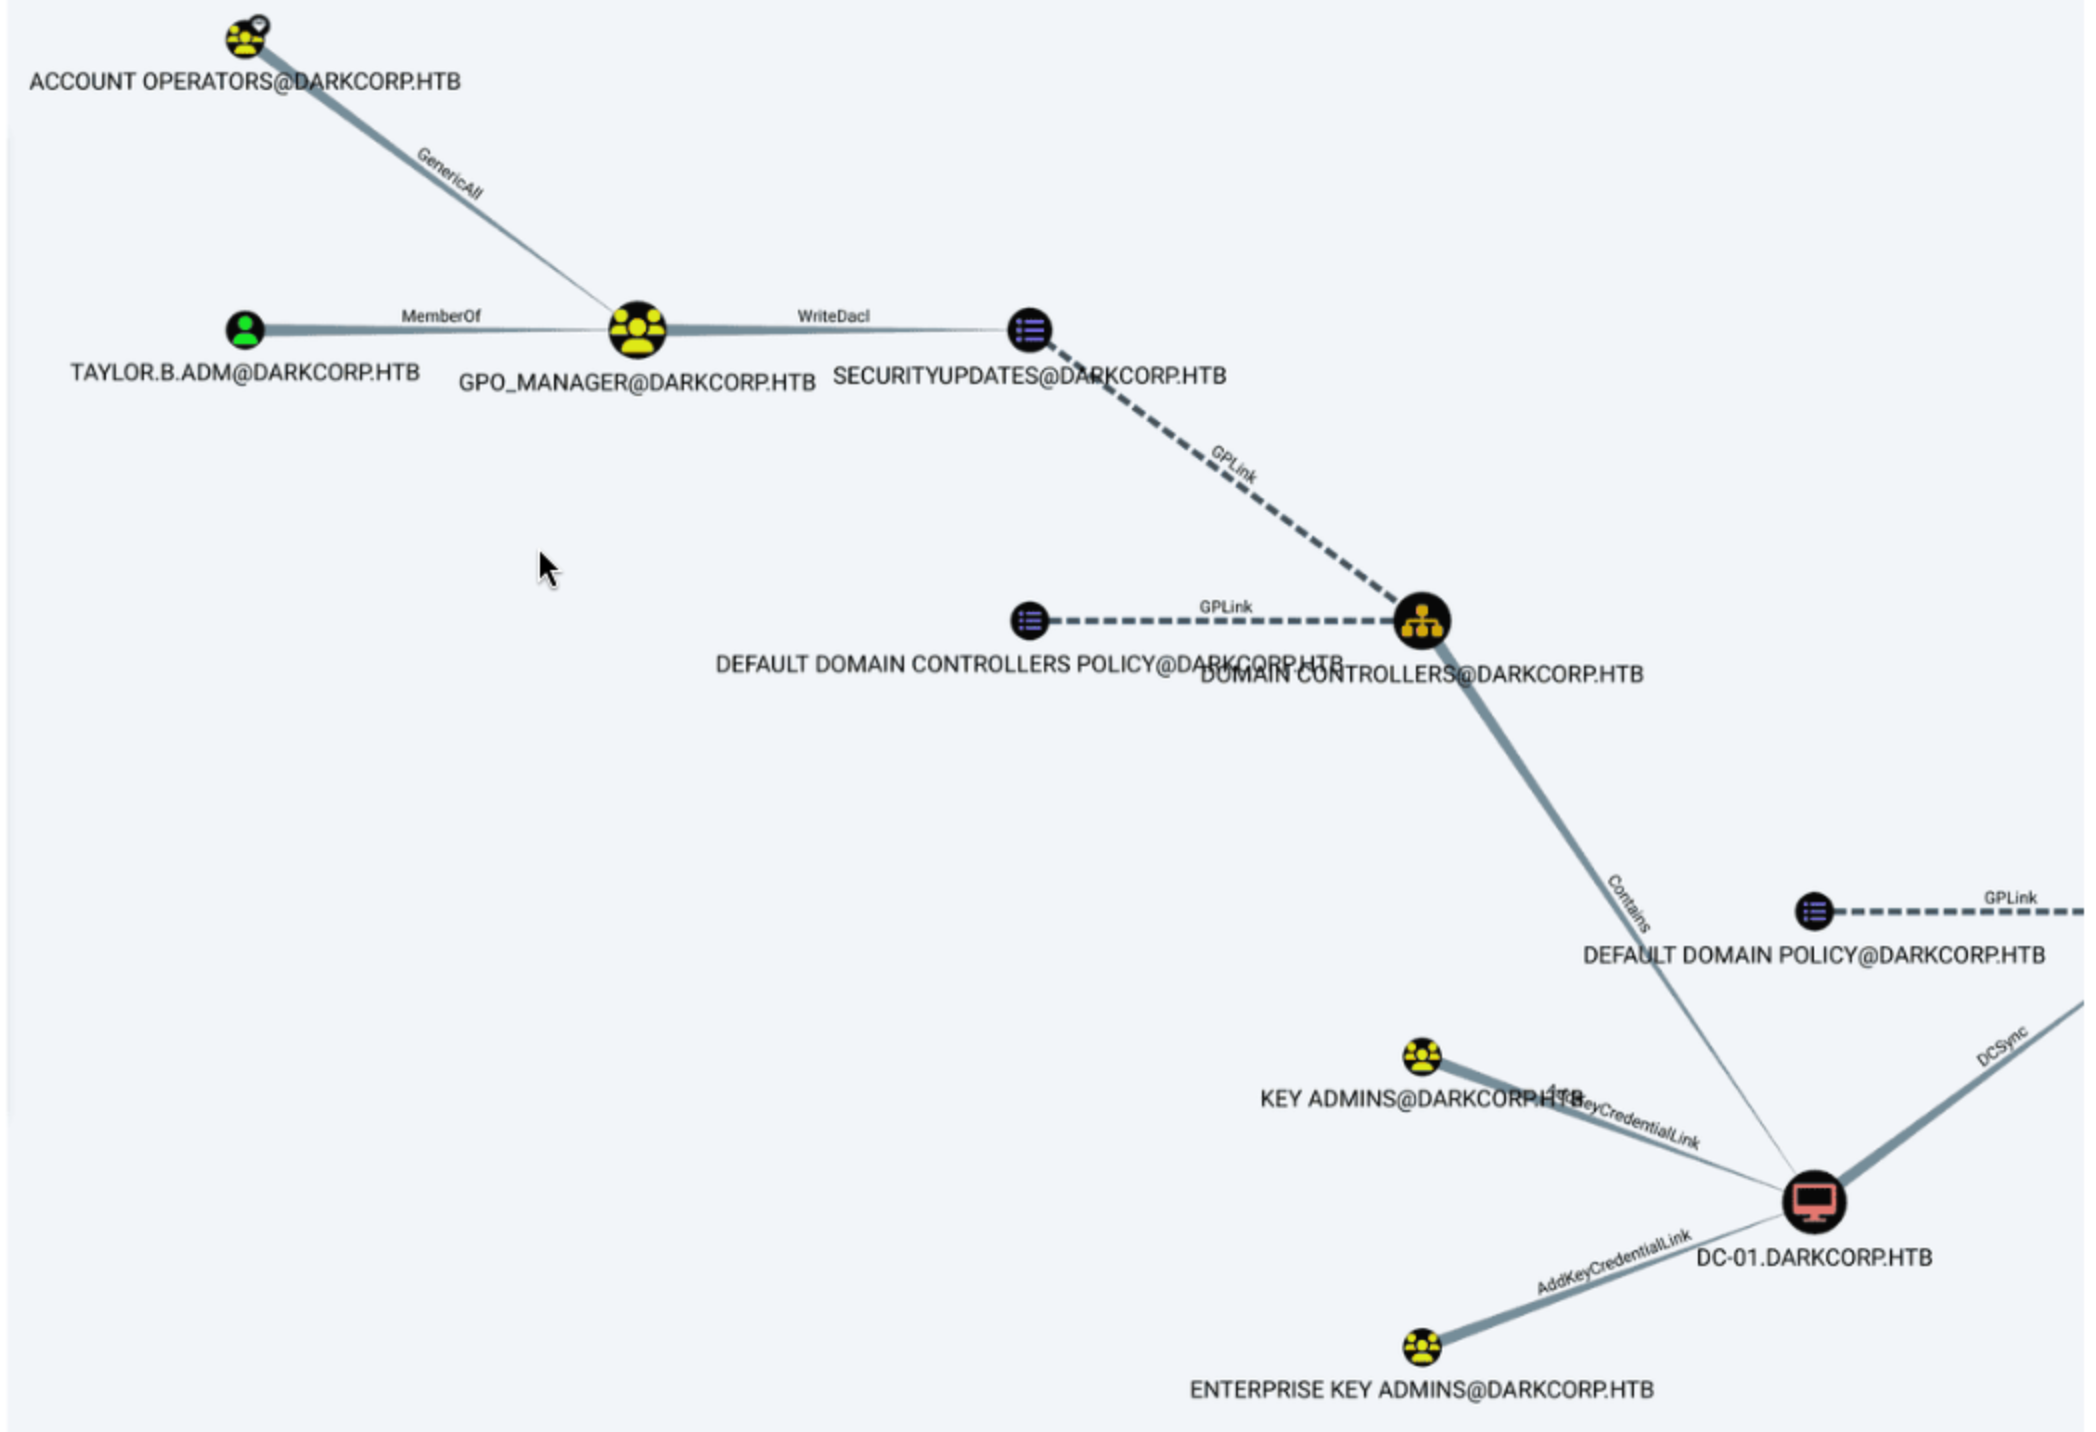 ACCOUNT OPERATORS@DARKCORP.HTB
GenericAll
MemberOf
WriteDacl
TAYLOR.B.ADM@DARKCORP.HTB
GPO_MANAGER@DARKCORP.HTB
SECURITYUPDATES@DARKCORP.HTB
GPLink
GPLink
DEFAULT DOMAIN CONTROLLERS POLICY@DARKCORP.HTB
DOMAIN CONTROLLERS@DARKCORP.HTB
Contains
GPLink
DEFAULT DOMAIN POLICY@DARKCORP.HTB
DCSync
KEY ADMINS@DARKCORP.HTB
AddKeyCredentialLink
AddKeyCredentialLink
DC-01.DARKCORP.HTB
ENTERPRISE KEY ADMINS@DARKCORP.HTB